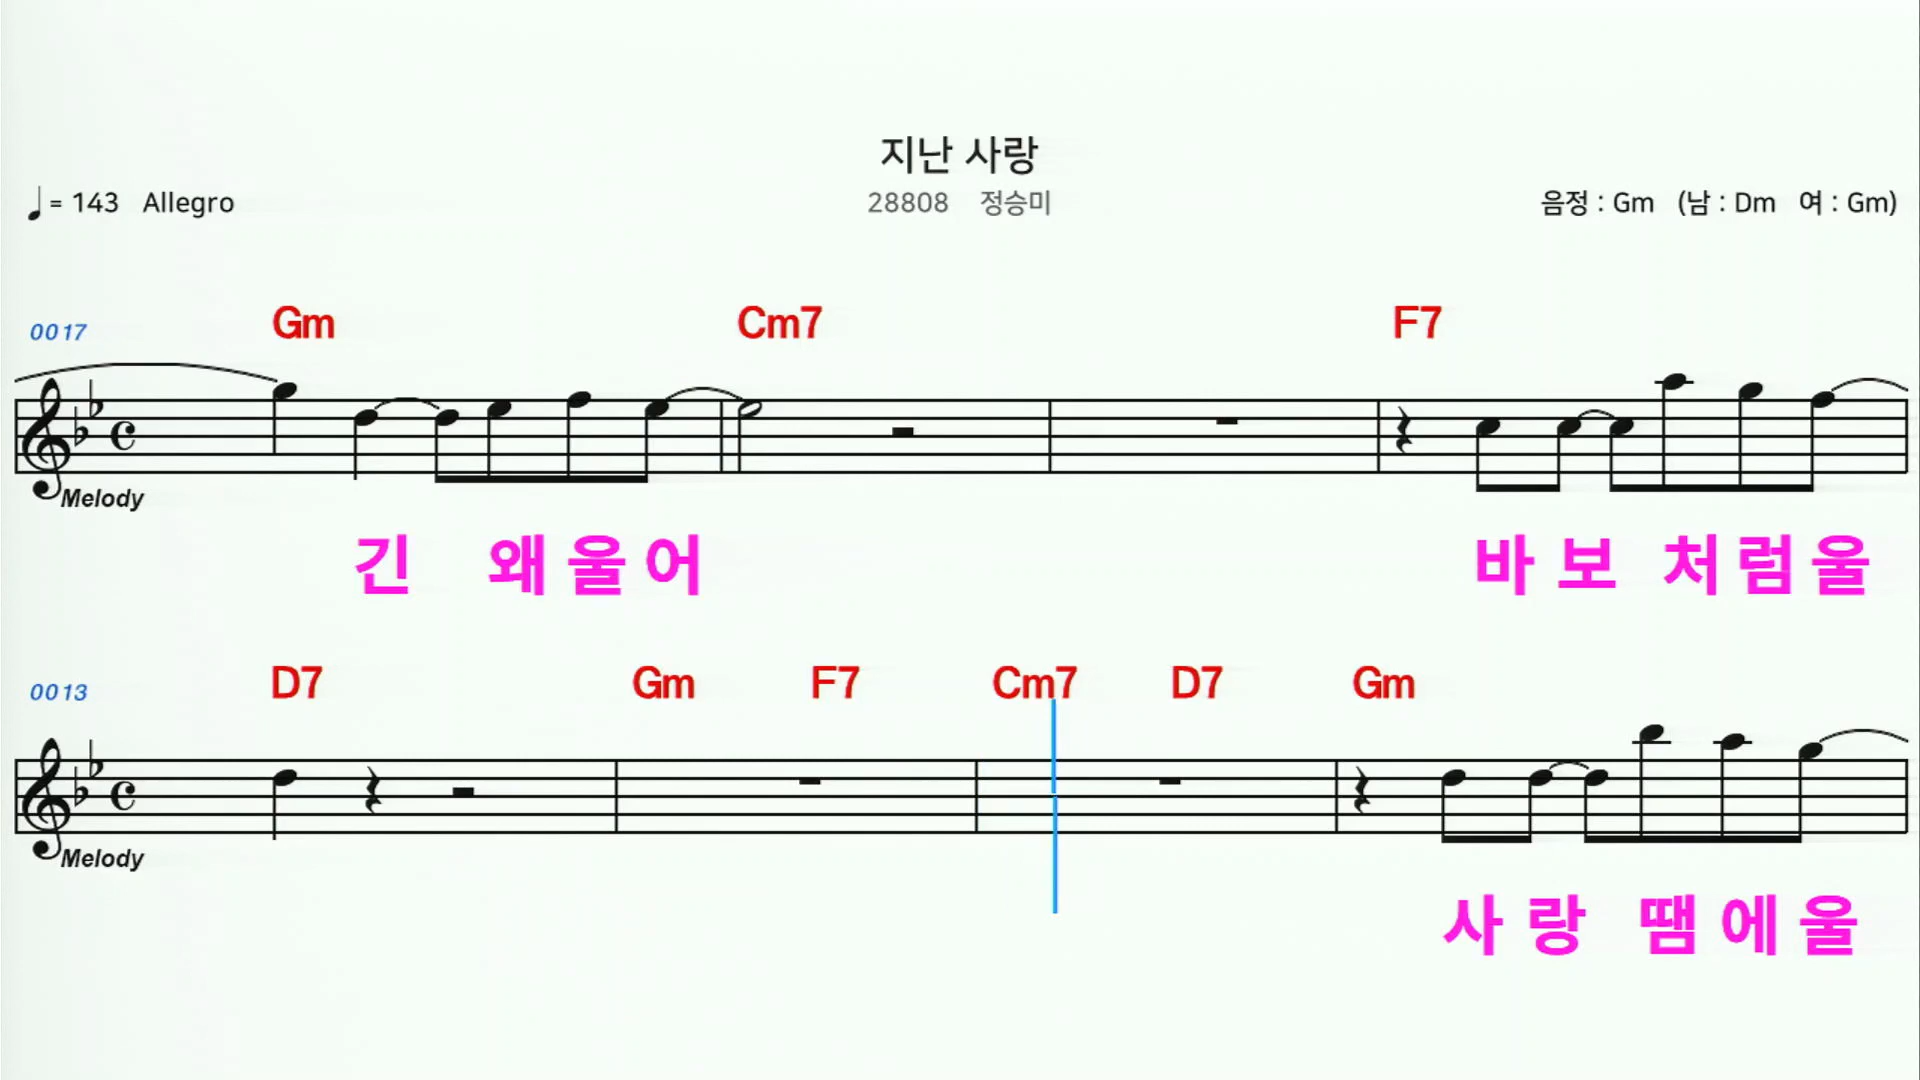 지난 사랑
♩= 143 Allegro
28808 정승미
음정 : Gm (남 : Dm 여 : Gm)
0017
Gm Cm7 F7
Melody
긴 왜 울 어 바 보 처 럼 울
0013
D7 Gm F7 Cm7 D7 Gm
Melody
사 랑 땜 에 울